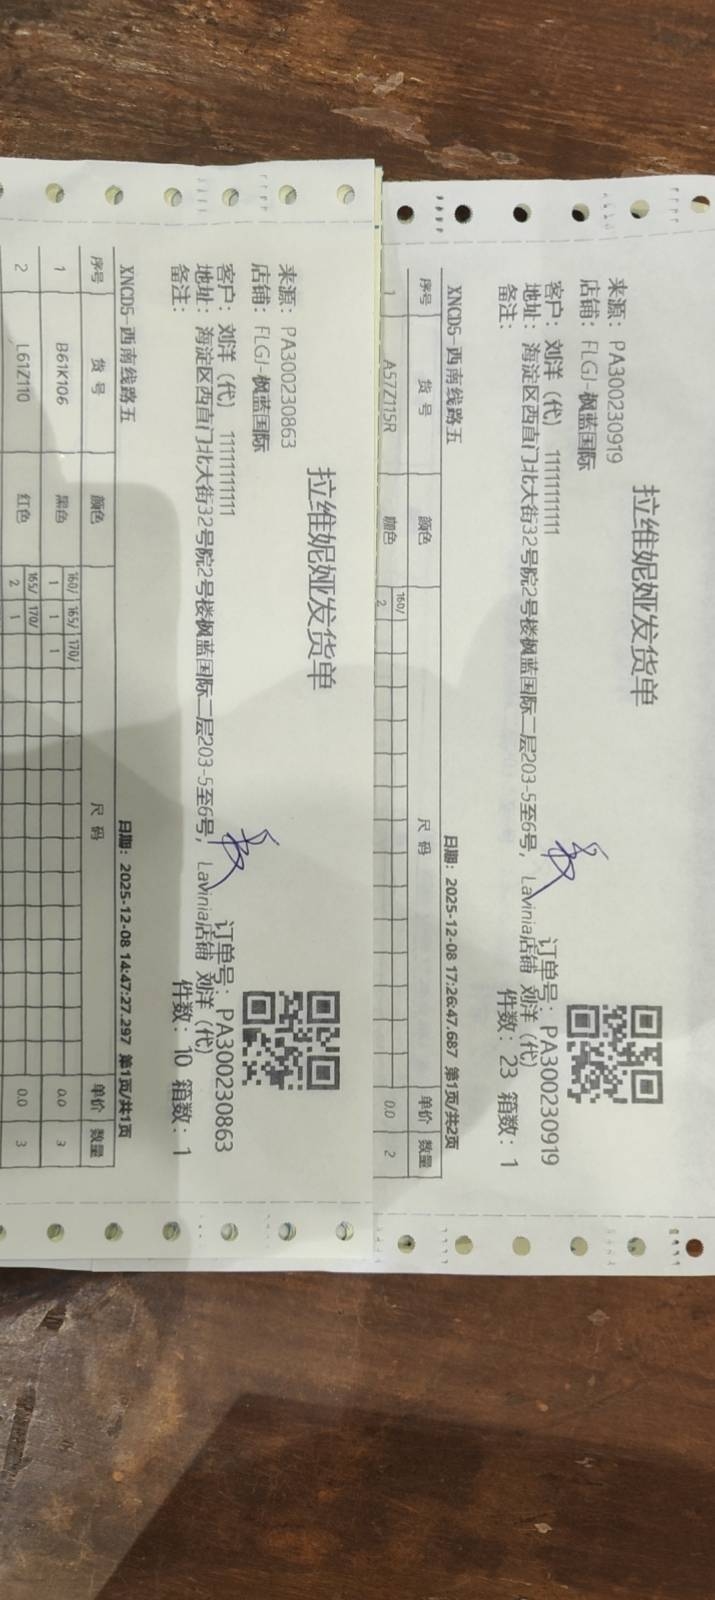 拉维妮娅发货单
来源: PA300230919
店铺: FLGJ-枫蓝国际
客户: 刘洋（代） 11111111111
订单号: PA300230919
地址: 海淀区西直门北大街32号院2号楼枫蓝国际二层203-5至6号, Lavinia店铺 刘洋（代）
备注:
件数: 23 箱数: 1
XNCD5-西南线路五
日期: 2025-12-08 17:26:47.687 第1页/共2页
序号 货号 颜色 尺码 单价 数量
160/
1 A57Z115R 咖色 2 0.0 2
拉维妮娅发货单
来源: PA300230863
店铺: FLGJ-枫蓝国际
客户: 刘洋（代） 11111111111
订单号: PA300230863
地址: 海淀区西直门北大街32号院2号楼枫蓝国际二层203-5至6号, Lavinia店铺 刘洋（代）
备注:
件数: 10 箱数: 1
XNCD5-西南线路五
日期: 2025-12-08 14:47:27.297 第1页/共1页
序号 货号 颜色 尺码 单价 数量
160/ 165/ 170/
1 B61K106 黑色 1 1 1 0.0 3
165/ 170/
2 L61Z110 红色 2 1 0.0 3